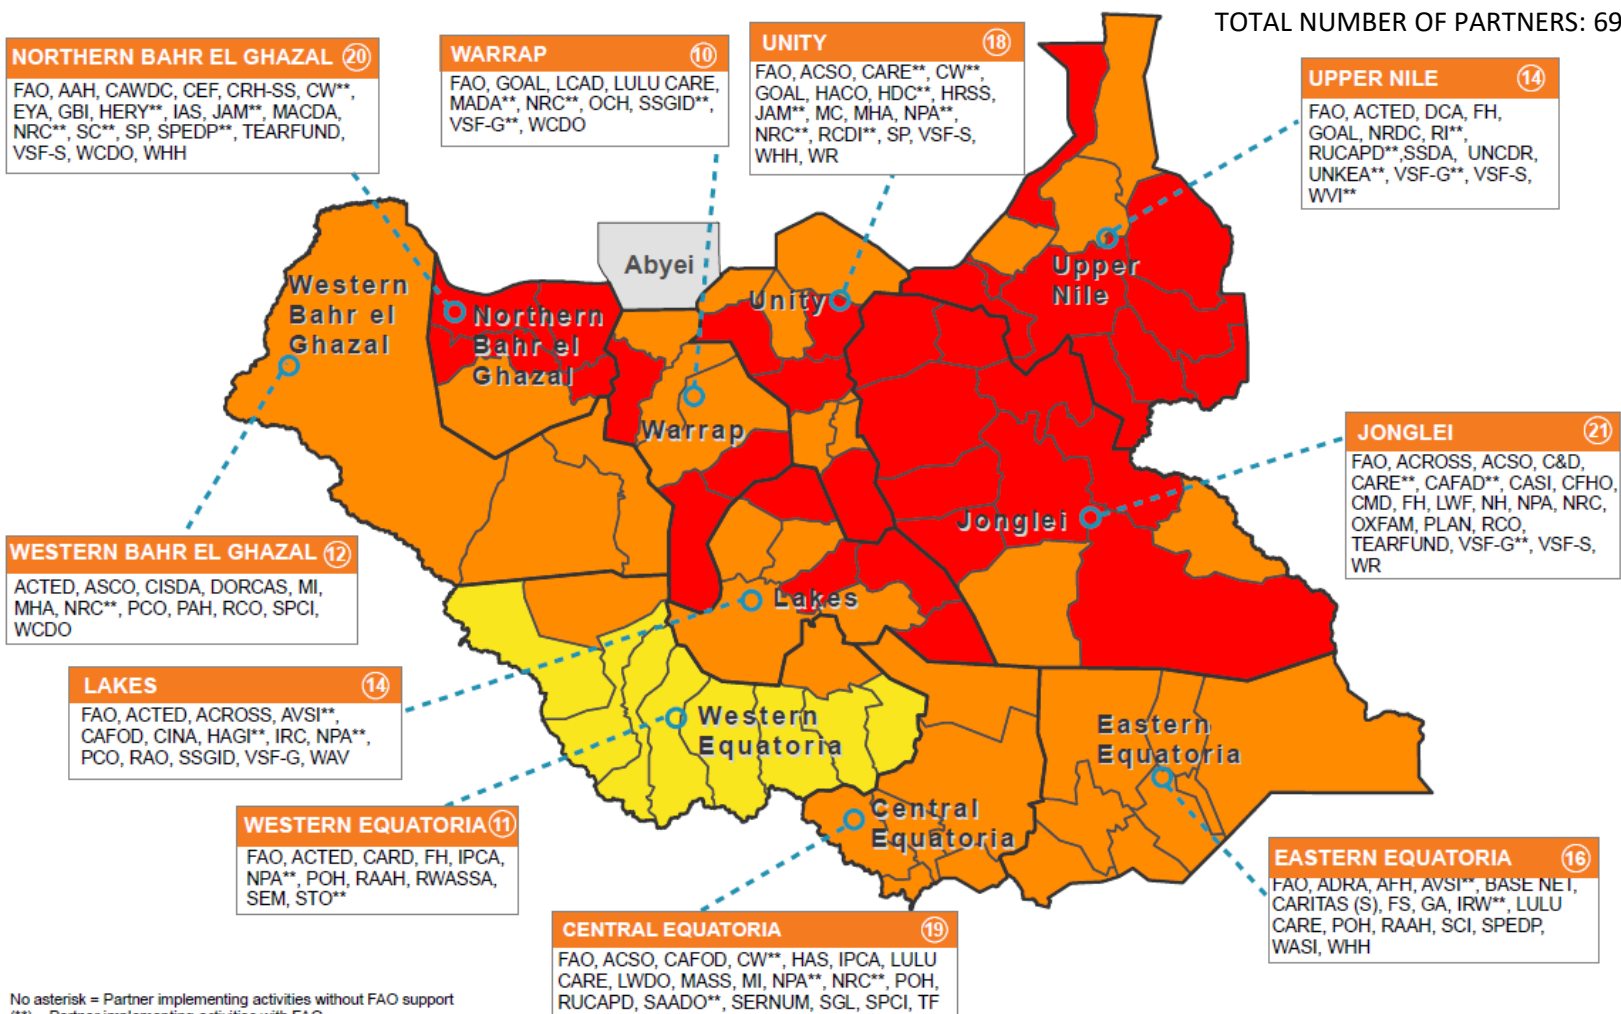 TOTAL NUMBER OF PARTNERS: 69
NORTHERN BAHR EL GHAZAL 20
FAO, AAH, CAWDC, CEF, CRH-SS, CW**,
EYA, GBI, HERY**, IAS, JAM**, MACDA,
NRC**, SC**, SP, SPEDP**, TEARFUND,
VSF-S, WCDO, WHH
WARRAP 10
FAO, GOAL, LCAD, LULU CARE,
MADA**, NRC**, OCH, SSGID**,
VSF-G**, WCDO
UNITY 18
FAO, ACSO, CARE**, CW**,
GOAL, HACO, HDC**, HRSS,
JAM**, MC, MHA, NPA**,
NRC**, RCDI**, SP, VSF-S,
WHH, WR
UPPER NILE 14
FAO, ACTED, DCA, FH,
GOAL, NRDC, RI**,
RUCAPD**,SSDA, UNCDR,
UNKEA**, VSF-G**, VSF-S,
WVI**
Abyei
Western
Bahr el
Ghazal
Northern
Bahr el
Ghazal
Unity
Upper
Nile
Warrap
Jonglei
Lakes
Western
Equatoria
Eastern
Equatoria
Central
Equatoria
JONGLEI 21
FAO, ACROSS, ACSO, C&D,
CARE**, CAFAD**, CASI, CFHO,
CMD, FH, LWF, NH, NPA, NRC,
OXFAM, PLAN, RCO,
TEARFUND, VSF-G**, VSF-S,
WR
WESTERN BAHR EL GHAZAL 12
ACTED, ASCO, CISDA, DORCAS, MI,
MHA, NRC**, PCO, PAH, RCO, SPCI,
WCDO
LAKES 14
FAO, ACTED, ACROSS, AVSI**,
CAFOD, CINA, HAGI**, IRC, NPA**,
PCO, RAO, SSGID, VSF-G, WAV
WESTERN EQUATORIA 11
FAO, ACTED, CARD, FH, IPCA,
NPA**, POH, RAAH, RWASSA,
SEM, STO**
EASTERN EQUATORIA 16
FAO, ADRA, AFH, AVSI**, BASE NET,
CARITAS (S), FS, GA, IRW**, LULU
CARE, POH, RAAH, SCI, SPEDP,
WASI, WHH
CENTRAL EQUATORIA 19
FAO, ACSO, CAFOD, CW**, HAS, IPCA, LULU
CARE, LWDO, MASS, MI, NPA**, NRC**, POH,
RUCAPD, SAADO**, SERNUM, SGL, SPCI, TF
No asterisk = Partner implementing activities without FAO support